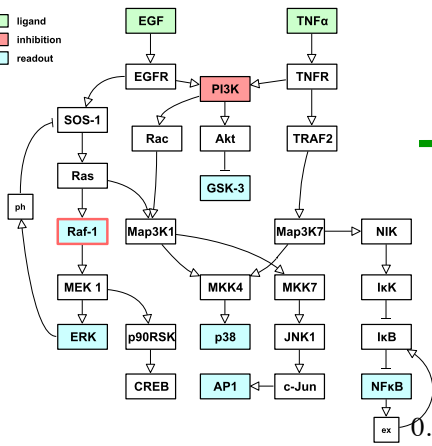 ligand
inhibition
readout
EGF
TNFα
EGFR
PI3K
TNFR
SOS-1
Rac
Akt
TRAF2
Ras
GSK-3
ph
Raf-1
Map3K1
Map3K7
NIK
MEK 1
MKK4
MKK7
IκK
ERK
p90RSK
p38
JNK1
IκB
CREB
AP1
c-Jun
NFκB
ex
0.